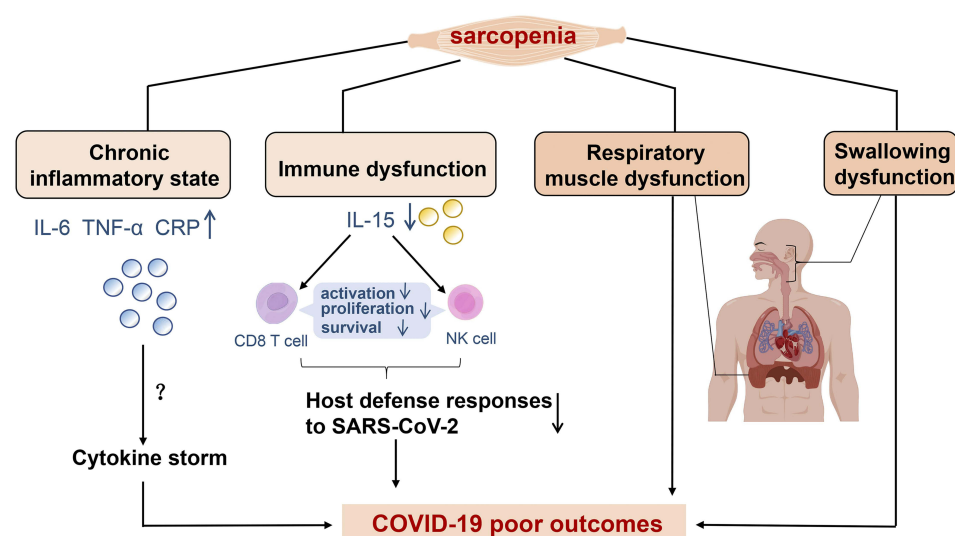 sarcopenia
Chronic
inflammatory state
IL-6 TNF-α CRP↑
?
Cytokine storm
Immune dysfunction
IL-15 ↓
CD8 T cell
activation ↓
proliferation ↓
survival ↓
NK cell
Host defense responses ↓
to SARS-CoV-2
Respiratory
muscle dysfunction
Swallowing
dysfunction
COVID-19 poor outcomes